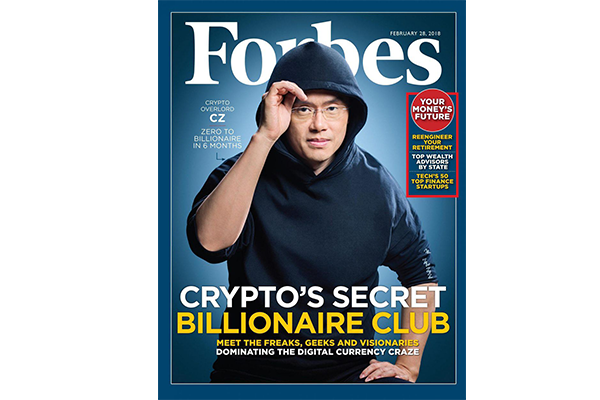 FEBRUARY 28, 2018
Forbes
CRYPTO
OVERLORD
CZ
ZERO TO
BILLIONAIRE
IN 6 MONTHS
YOUR
MONEY'S
FUTURE
REENGINEER
YOUR
RETIREMENT
TOP WEALTH
ADVISORS
BY STATE
TECH'S 50
TOP FINANCE
STARTUPS
CRYPTO'S SECRET
BILLIONAIRE CLUB
MEET THE FREAKS, GEEKS AND VISIONARIES
DOMINATING THE DIGITAL CURRENCY CRAZE